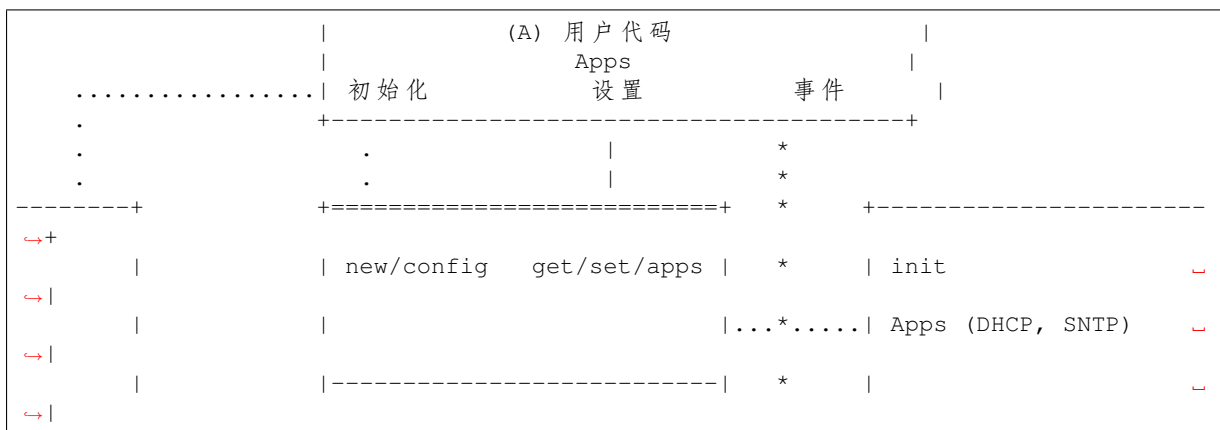 |            (A) 用户代码                 |
                      |                 Apps                    |
    .................| 初始化          设置          事件      |
    .                 +----------------------------------------+
    .                    .                |           *
    .                    .                |           *
--------+             +===========================+   *     +-----------------------
↪+
        |             | new/config   get/set/apps |   *     | init                 ␣
↪|
        |             |                           |...*.....| Apps (DHCP, SNTP)    ␣
↪|
        |             |---------------------------|   *     |                      ␣
↪|